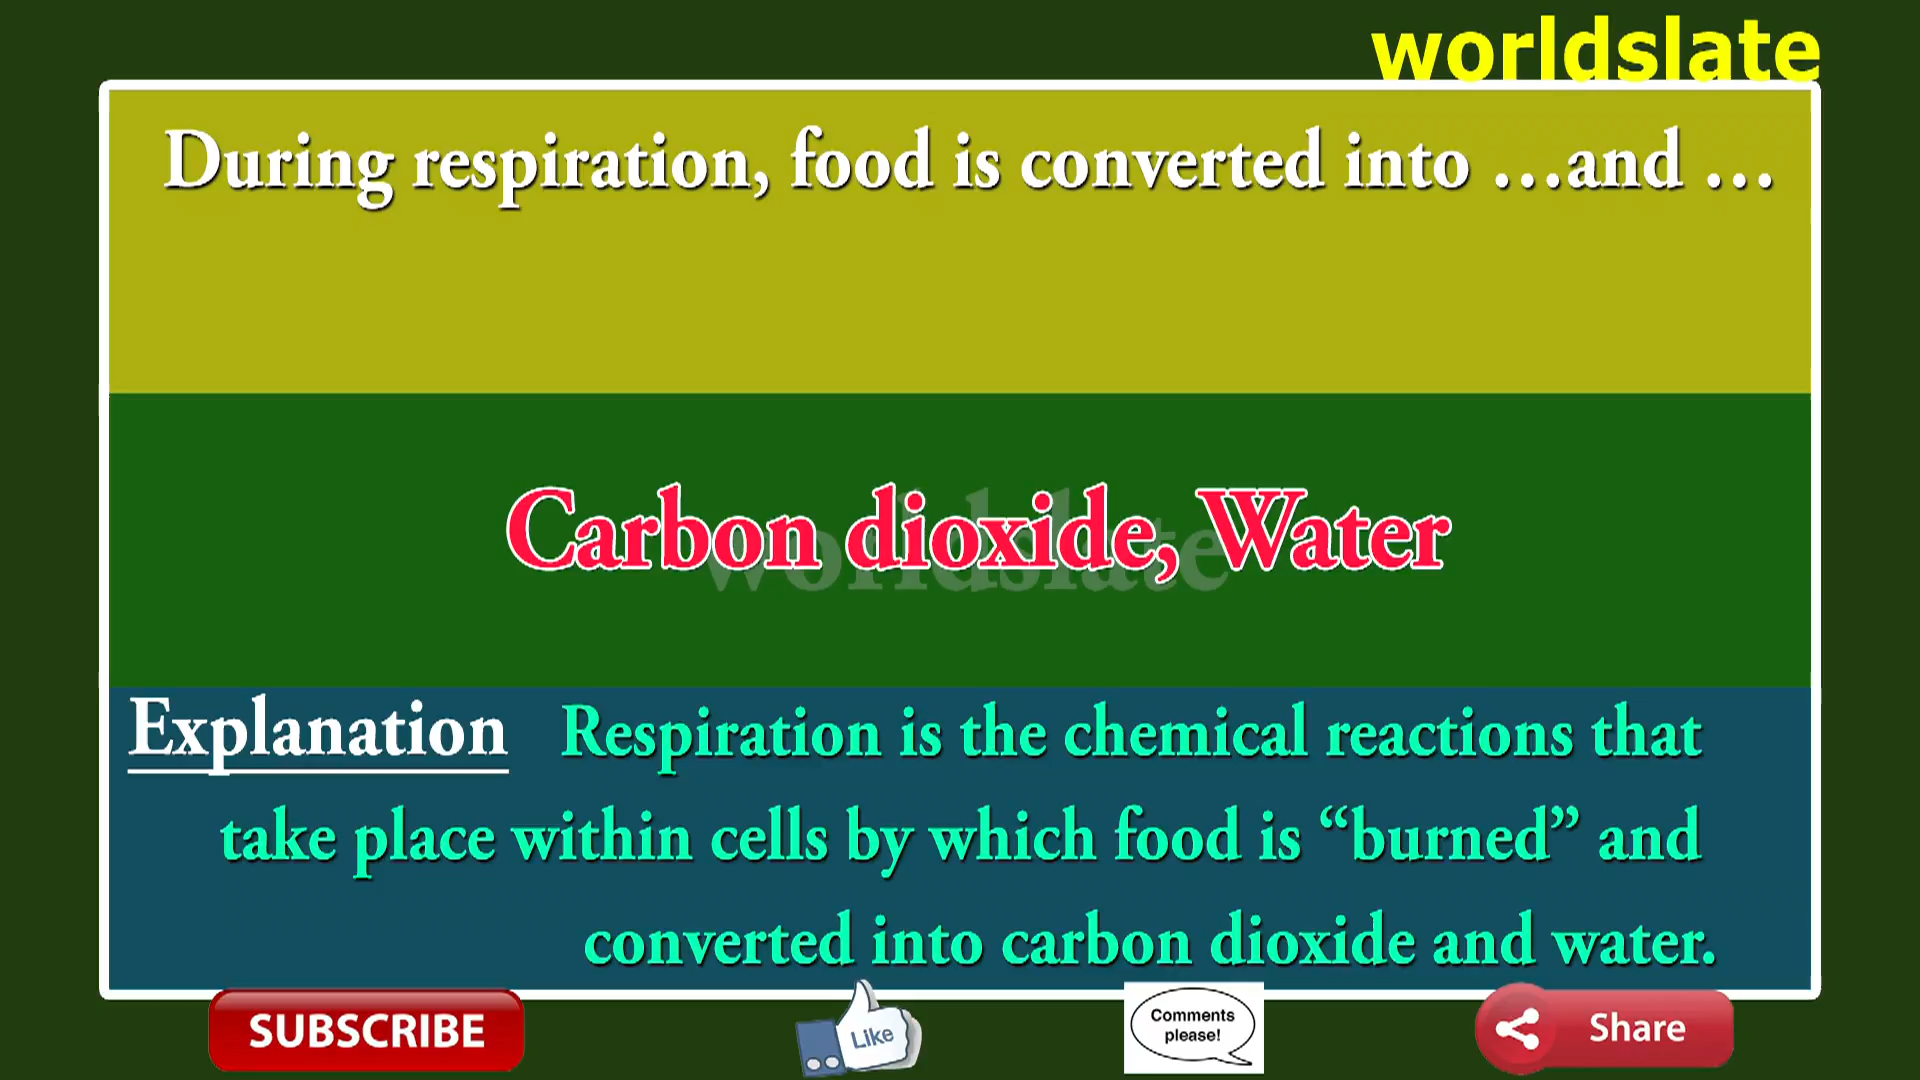 worldslate
During respiration, food is converted into …and …
Carbon dioxide, Water
worldslate
Explanation Respiration is the chemical reactions that
take place within cells by which food is “burned” and
converted into carbon dioxide and water.
SUBSCRIBE
Like
Comments
please!
Share